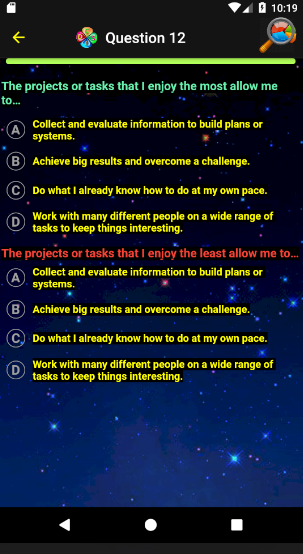 10:19
Question 12
The projects or tasks that I enjoy the most allow me
to...
A Collect and evaluate information to build plans or
systems.
B Achieve big results and overcome a challenge.
C Do what I already know how to do at my own pace.
D Work with many different people on a wide range of
tasks to keep things interesting.
The projects or tasks that I enjoy the least allow me to...
A Collect and evaluate information to build plans or
systems.
B Achieve big results and overcome a challenge.
C Do what I already know how to do at my own pace.
D Work with many different people on a wide range of
tasks to keep things interesting.